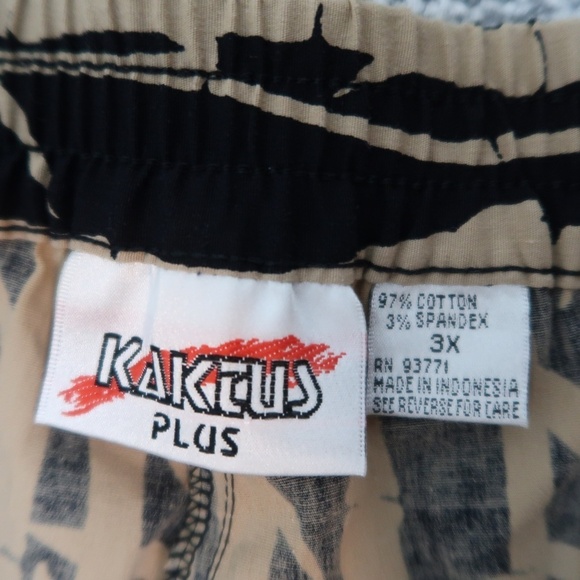 KAKTUS
PLUS
97% COTTON
3% SPANDEX
3X
RN 93771
MADE IN INDONESIA
SEE REVERSE FOR CARE